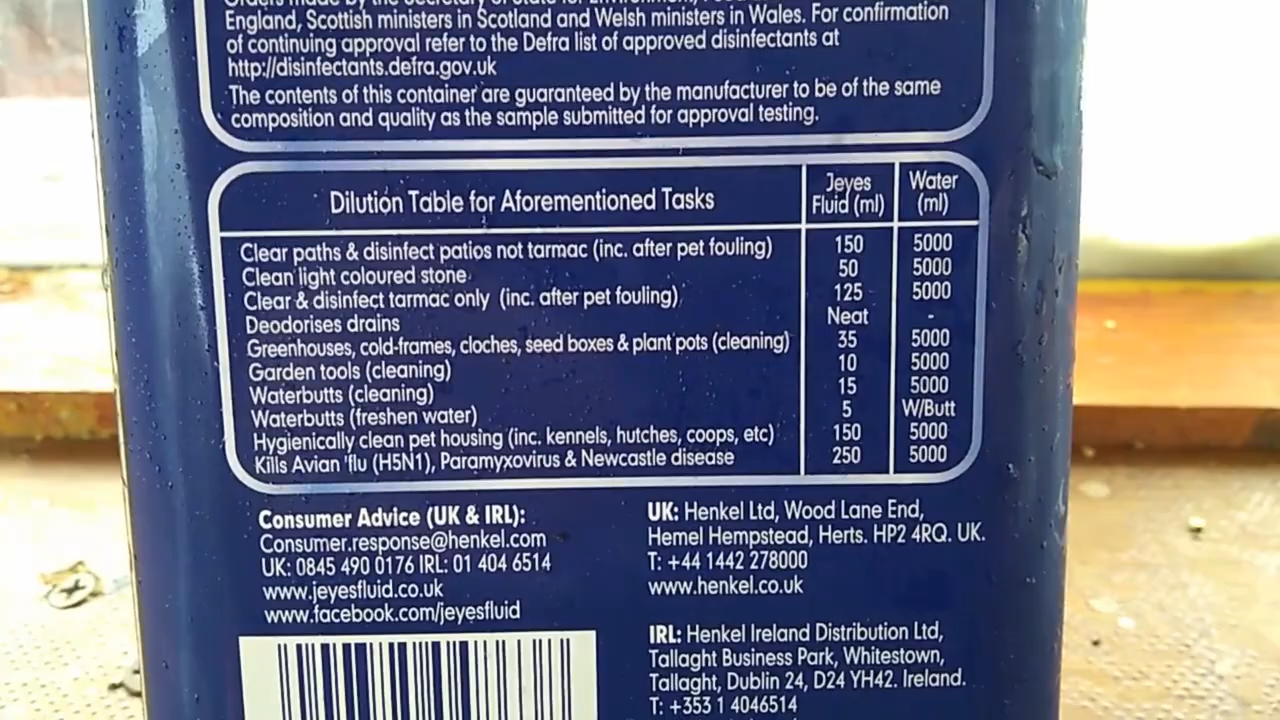 Orders made by the Secretary of State for Environment,
England, Scottish ministers in Scotland and Welsh ministers in Wales. For confirmation
of continuing approval refer to the Defra list of approved disinfectants at
http://disinfectants.defra.gov.uk
The contents of this container are guaranteed by the manufacturer to be of the same
composition and quality as the sample submitted for approval testing.
Dilution Table for Aforementioned Tasks Jeyes Fluid (ml) Water (ml)
Clear paths & disinfect patios not tarmac (inc. after pet fouling) 150 5000
Clean light coloured stone 50 5000
Clear & disinfect tarmac only (inc. after pet fouling) 125 5000
Deodorises drains Neat -
Greenhouses, cold-frames, cloches, seed boxes & plant pots (cleaning) 35 5000
Garden tools (cleaning) 10 5000
Waterbutts (cleaning) 15 5000
Waterbutts (freshen water) 5 W/Butt
Hygienically clean pet housing (inc. kennels, hutches, coops, etc) 150 5000
Kills Avian 'flu (H5N1), Paramyxovirus & Newcastle disease 250 5000
Consumer Advice (UK & IRL):
Consumer.response@henkel.com
UK: 0845 490 0176 IRL: 01 404 6514
www.jeyesfluid.co.uk
www.facebook.com/jeyesfluid
UK: Henkel Ltd, Wood Lane End,
Hemel Hempstead, Herts. HP2 4RQ. UK.
T: +44 1442 278000
www.henkel.co.uk
IRL: Henkel Ireland Distribution Ltd,
Tallaght Business Park, Whitestown,
Tallaght, Dublin 24, D24 YH42. Ireland.
T: +353 1 4046514